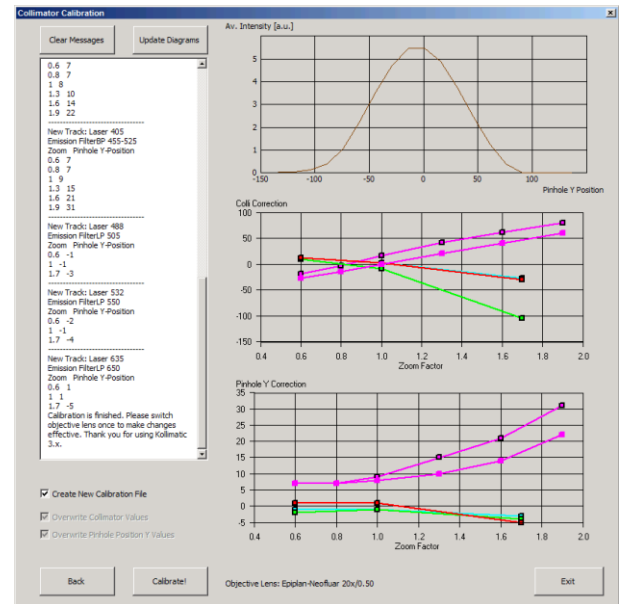 Collimator Calibration
Clear Messages
Update Diagrams
0.6 7
0.8 7
1 8
1.3 10
1.6 14
1.9 22
--------------------------------
New Track: Laser 405
Emission FilterBP 455-525
Zoom Pinhole Y-Position
0.6 7
0.8 7
1 9
1.3 15
1.6 21
1.9 31
--------------------------------
New Track: Laser 488
Emission FilterLP 505
Zoom Pinhole Y-Position
0.6 -1
1 -1
1.7 -3
--------------------------------
New Track: Laser 532
Emission FilterLP 550
Zoom Pinhole Y-Position
0.6 -2
1 -1
1.7 -4
--------------------------------
New Track: Laser 635
Emission FilterLP 650
Zoom Pinhole Y-Position
0.6 1
1 1
1.7 -5
Calibration is finished. Please switch
objective lens once to make changes
effective. Thank you for using Kollimatic
3.x.
Create New Calibration File
Overwrite Collimator Values
Overwrite Pinhole Position Y Values
Back
Calibrate!
Av. Intensity [a.u.]
5
4
3
2
1
0
-150 -100 -50 0 50 100
Pinhole Y Position
Colli Correction
100
50
0
-50
-100
-150
0.4 0.6 0.8 1.0 1.2 1.4 1.6 1.8 2.0
Zoom Factor
Pinhole Y Correction
35
30
25
20
15
10
5
0
-5
0.4 0.6 0.8 1.0 1.2 1.4 1.6 1.8 2.0
Zoom Factor
Objective Lens: Epiplan-Neofluar 20x/0.50
Exit